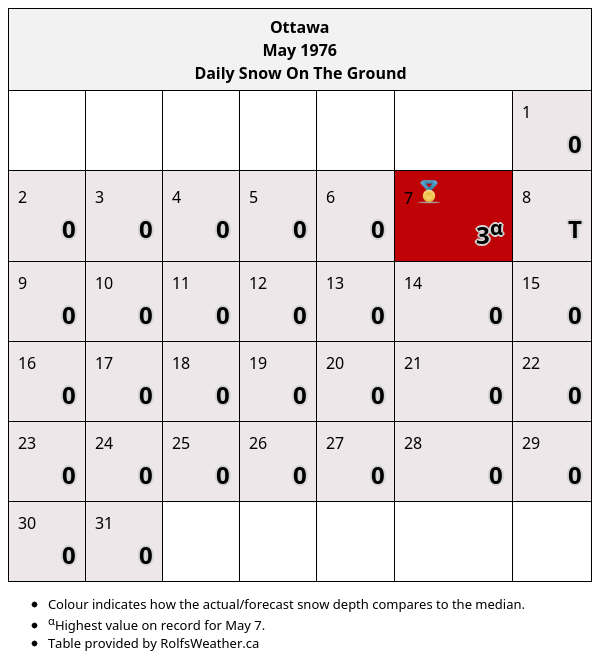 Ottawa
May 1976
Daily Snow On The Ground
1
0
2 3 4 5 6 7 8
0 0 0 0 0 3α T
9 10 11 12 13 14 15
0 0 0 0 0 0 0
16 17 18 19 20 21 22
0 0 0 0 0 0 0
23 24 25 26 27 28 29
0 0 0 0 0 0 0
30 31
0 0
• Colour indicates how the actual/forecast snow depth compares to the median.
• αHighest value on record for May 7.
• Table provided by RolfsWeather.ca